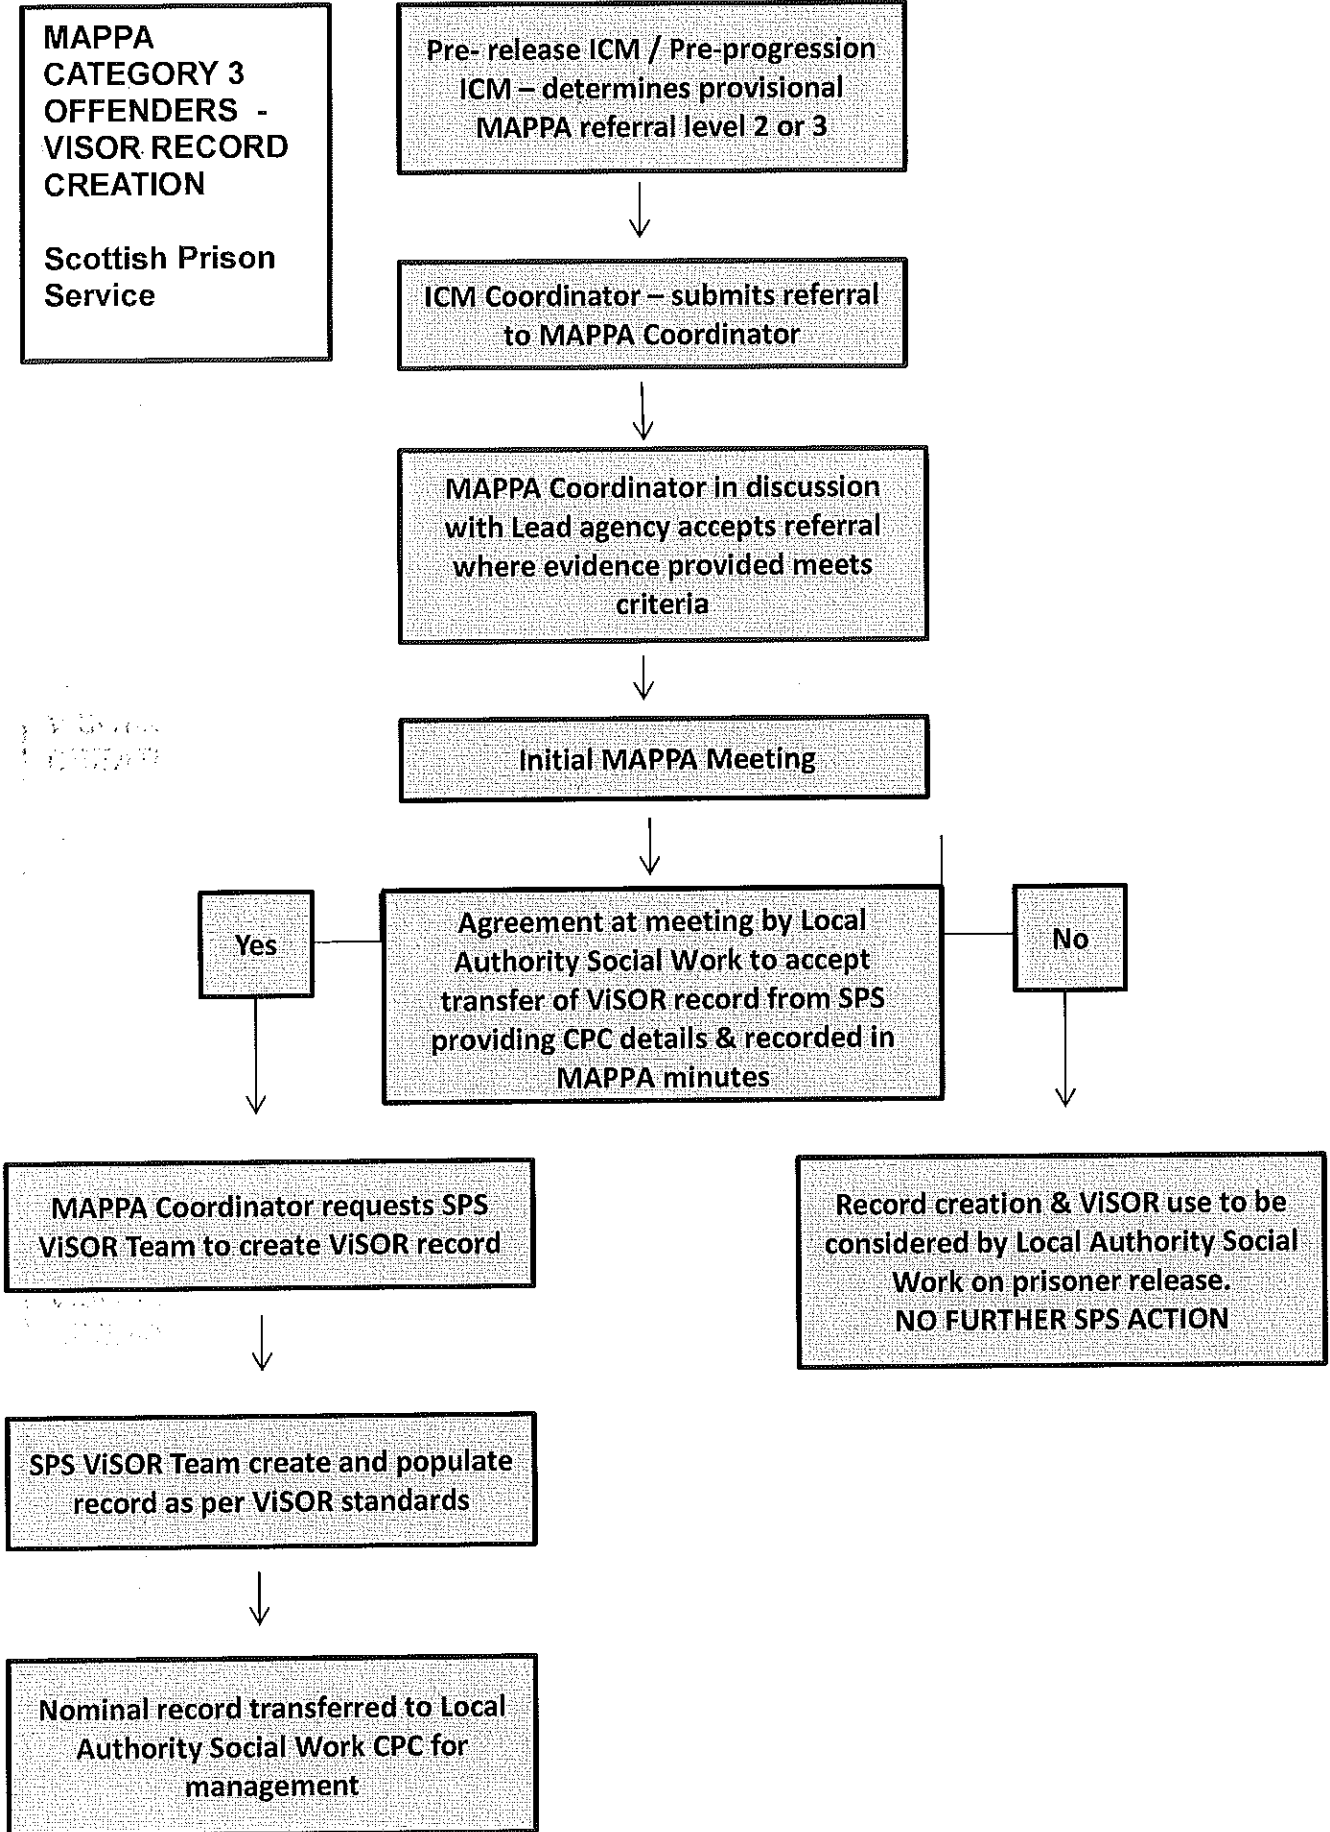 MAPPA
CATEGORY 3
OFFENDERS -
VISOR RECORD
CREATION
Scottish Prison
Service
Pre- release ICM / Pre-progression
ICM – determines provisional
MAPPA referral level 2 or 3
ICM Coordinator – submits referral
to MAPPA Coordinator
MAPPA Coordinator in discussion
with Lead agency accepts referral
where evidence provided meets
criteria
Initial MAPPA Meeting
Yes
Agreement at meeting by Local
Authority Social Work to accept
transfer of ViSOR record from SPS
providing CPC details & recorded in
MAPPA minutes
No
MAPPA Coordinator requests SPS
ViSOR Team to create ViSOR record
Record creation & ViSOR use to be
considered by Local Authority Social
Work on prisoner release.
NO FURTHER SPS ACTION
SPS ViSOR Team create and populate
record as per ViSOR standards
Nominal record transferred to Local
Authority Social Work CPC for
management